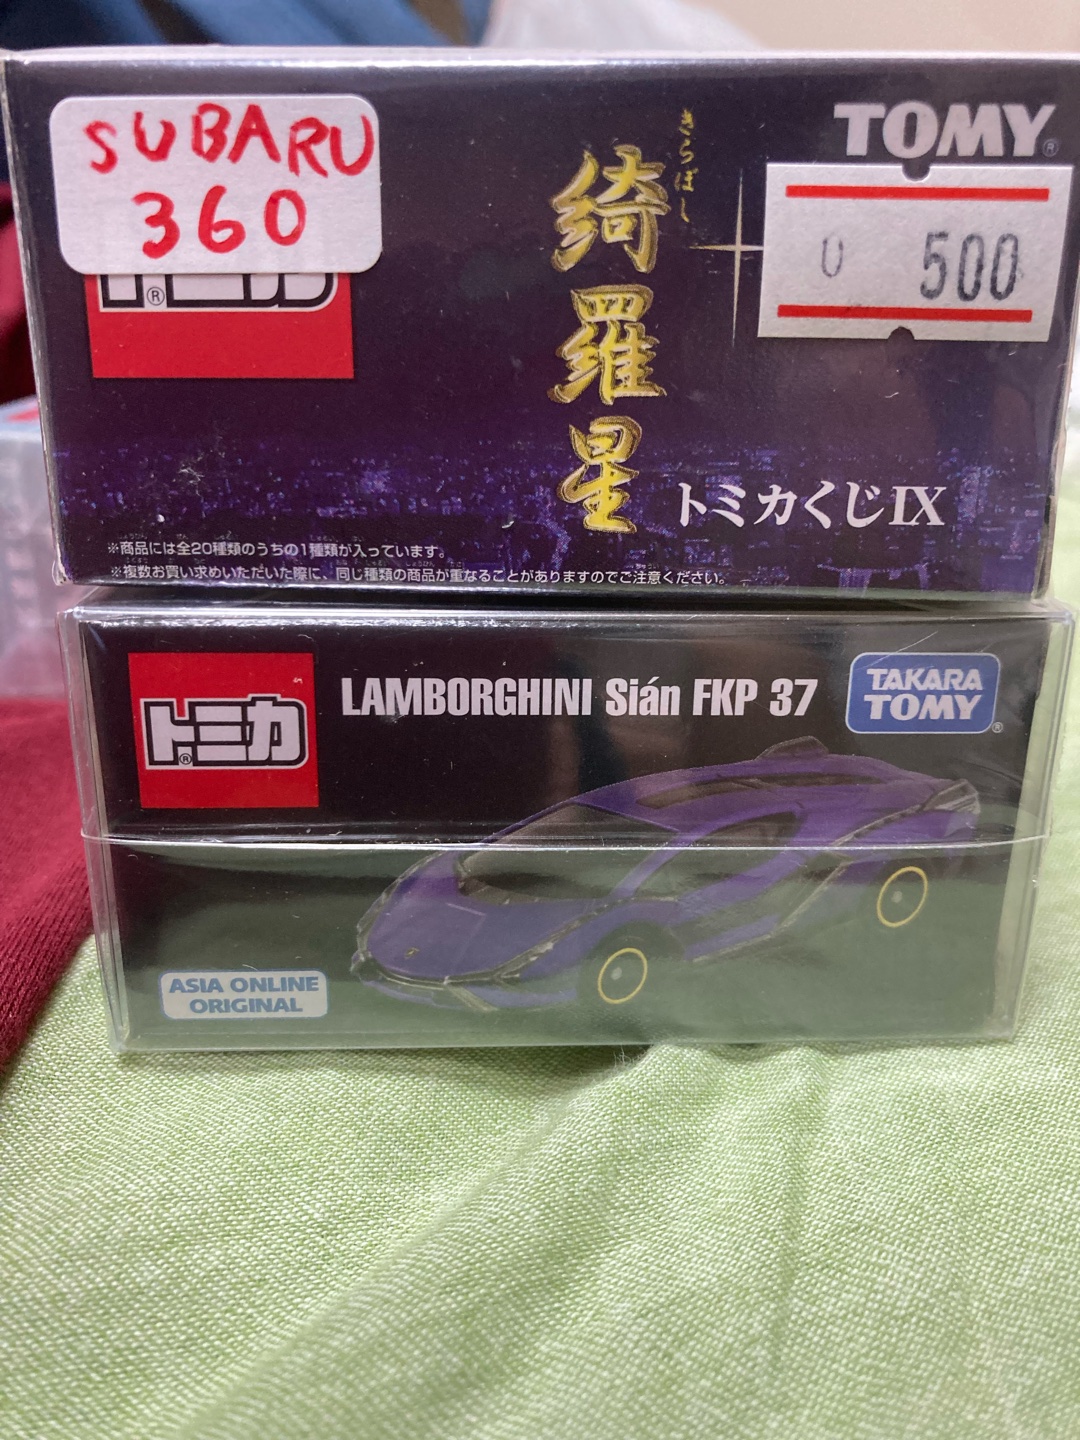 SUBARU
360
トミカ
きらぼし
綺羅星
TOMY®
0 500
トミカくじIX
※商品には全20種類のうちの1種類が入っています。
※複数お買い求めいただいた際に、同じ種類の商品が重なることがありますのでご注意ください。
トミカ®
LAMBORGHINI Sián FKP 37
TAKARA
TOMY®
ASIA ONLINE
ORIGINAL